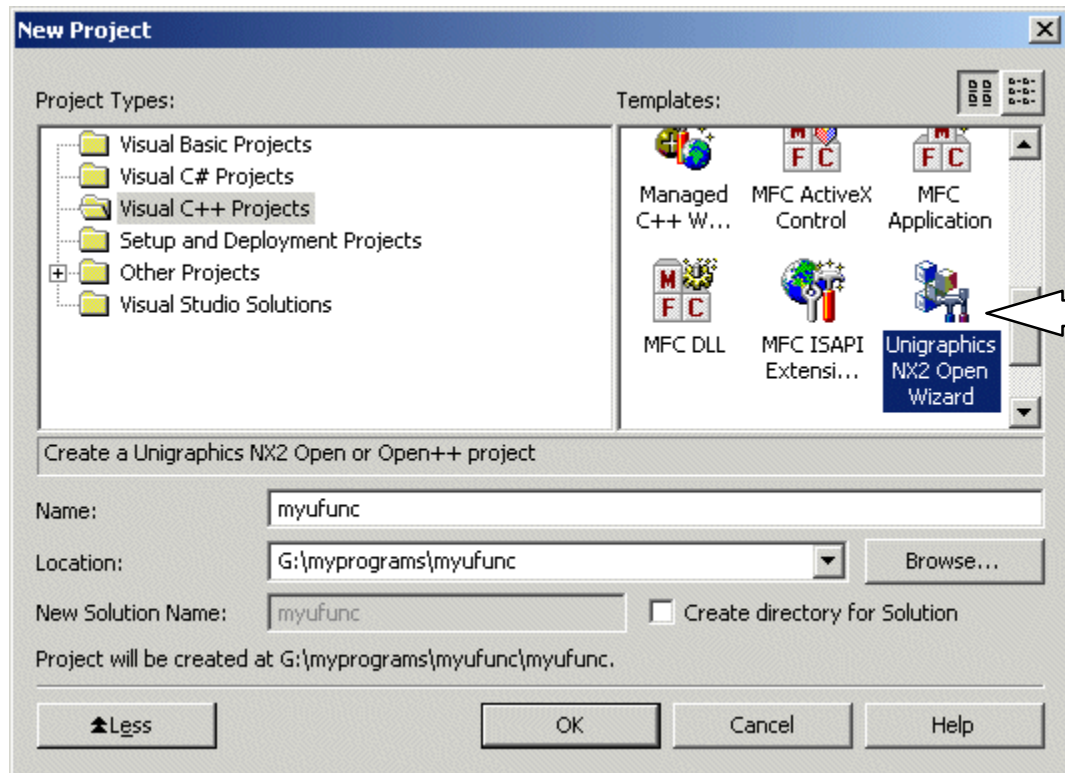 New Project
Project Types:
Templates:
Visual Basic Projects
Visual C# Projects
Visual C++ Projects
Setup and Deployment Projects
Other Projects
Visual Studio Solutions
Managed
C++ W...
MFC ActiveX
Control
MFC
Application
MFC DLL
MFC ISAPI
Extensi...
Unigraphics
NX2 Open
Wizard
Create a Unigraphics NX2 Open or Open++ project
Name:
myufunc
Location:
G:\myprograms\myufunc
Browse...
New Solution Name:
myufunc
Create directory for Solution
Project will be created at G:\myprograms\myufunc\myufunc.
Less
OK
Cancel
Help